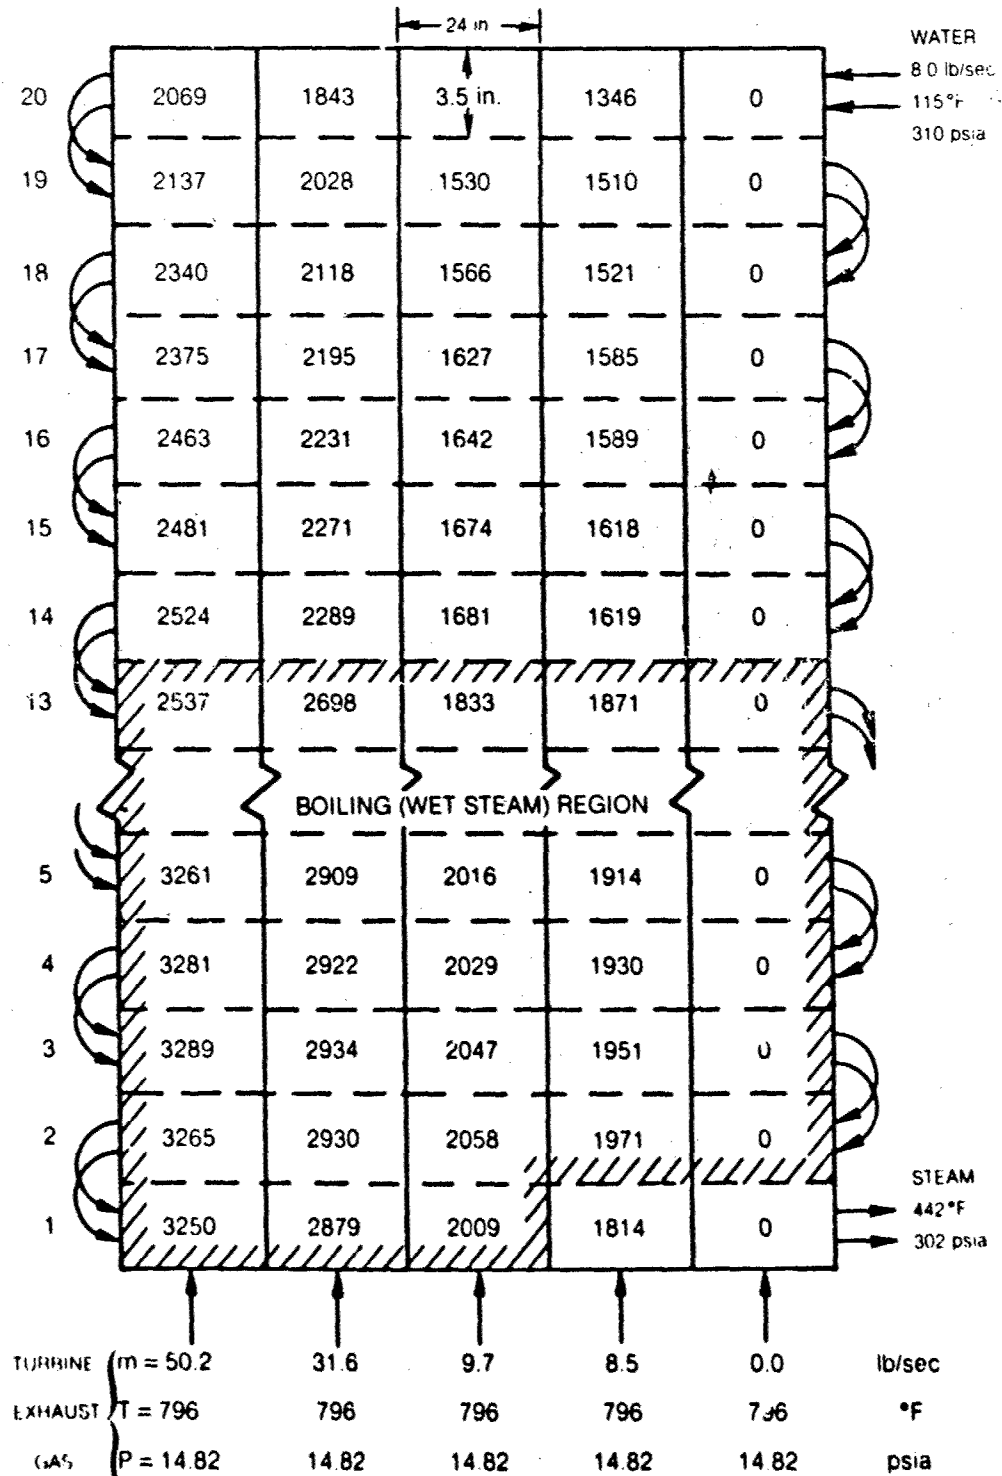 24 in
WATER
8.0 lb/sec
115°F
310 psia
20 2069 1843 3.5 in. 1346 0
19 2137 2028 1530 1510 0
18 2340 2118 1566 1521 0
17 2375 2195 1627 1585 0
16 2463 2231 1642 1589 0
15 2481 2271 1674 1618 0
14 2524 2289 1681 1619 0
13 2537 2698 1833 1871 0
BOILING (WET STEAM) REGION
5 3261 2909 2016 1914 0
4 3281 2922 2029 1930 0
3 3289 2934 2047 1951 0
2 3265 2930 2058 1971 0
1 3250 2879 2009 1814 0
STEAM
442°F
302 psia
TURBINE m = 50.2 31.6 9.7 8.5 0.0 lb/sec
EXHAUST T = 796 796 796 796 796 °F
GAS P = 14.82 14.82 14.82 14.82 14.82 psia